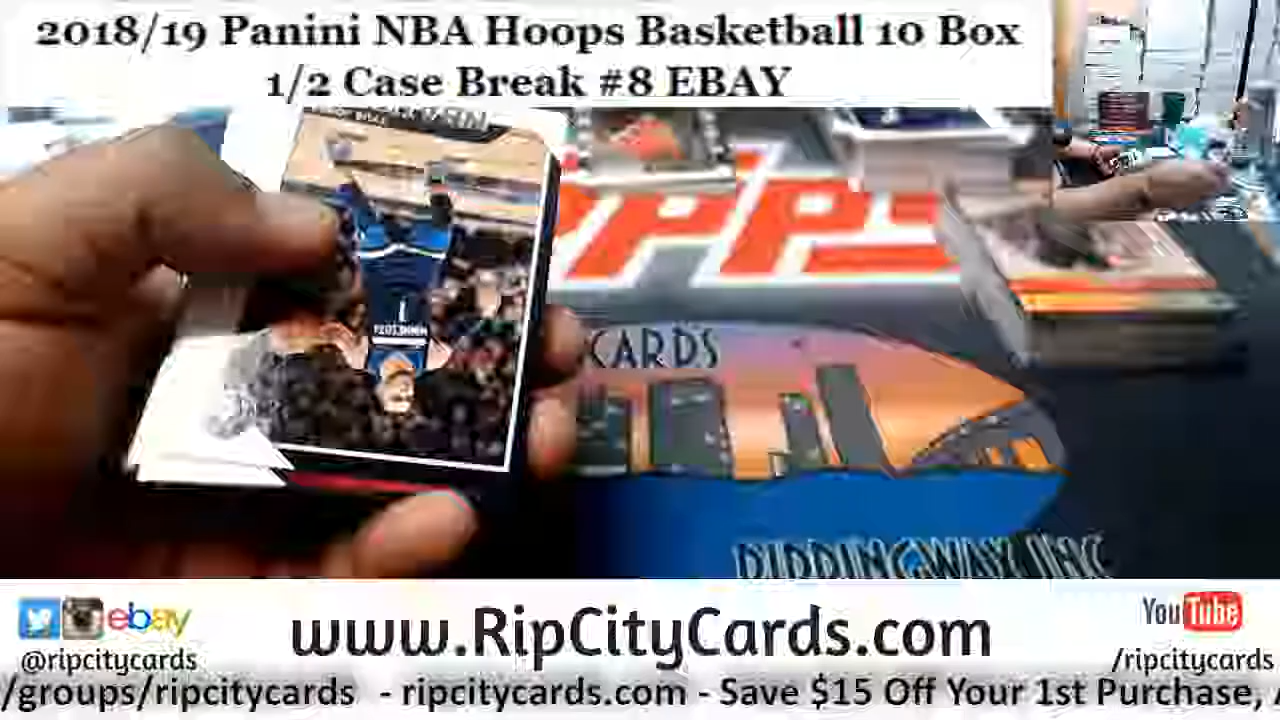 2018/19 Panini NBA Hoops Basketball 10 Box
1/2 Case Break #8 EBAY
CARDS
ebay
www.RipCityCards.com
YouTube
@ripcitycards
/ripcitycards
/groups/ripcitycards - ripcitycards.com - Save $15 Off Your 1st Purchase,